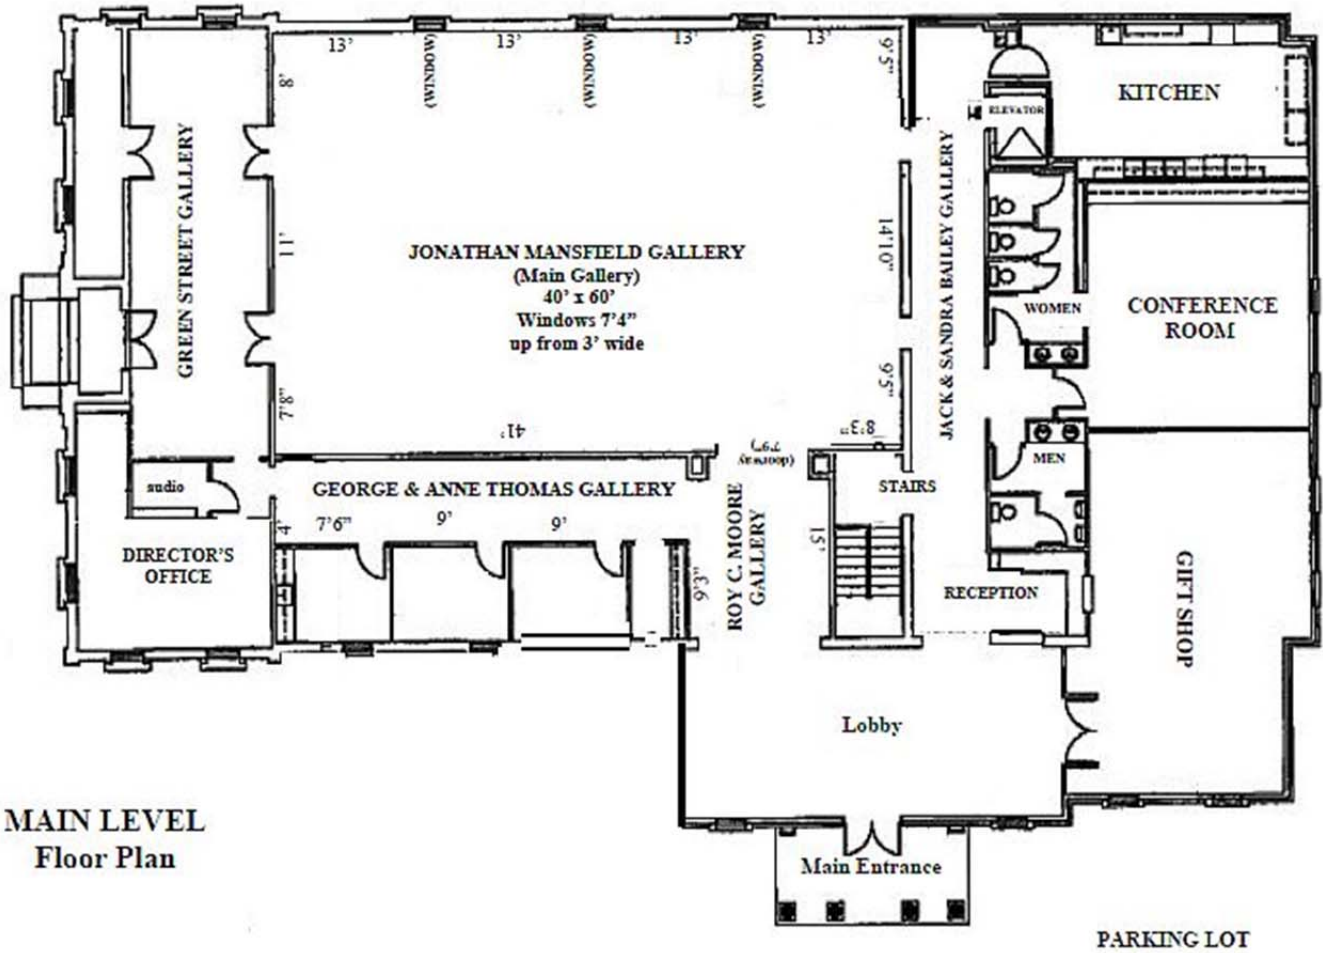 13'
13'
13'
13'
(WINDOW)
(WINDOW)
(WINDOW)
9'5"
8'
KITCHEN
ELEVATOR
GREEN STREET GALLERY
JACK & SANDRA BAILEY GALLERY
11'
14'10"
JONATHAN MANSFIELD GALLERY
(Main Gallery)
40' x 60'
Windows 7'4"
up from 3' wide
WOMEN
CONFERENCE
ROOM
7'8"
9'5"
41'
8'3"
(doorway
7'9")
MEN
sudio
GEORGE & ANNE THOMAS GALLERY
STAIRS
4'
7'6"
9'
9'
ROY C. MOORE
GALLERY
15'
DIRECTOR'S
OFFICE
9'3"
RECEPTION
GIFT SHOP
Lobby
MAIN LEVEL
Floor Plan
Main Entrance
PARKING LOT